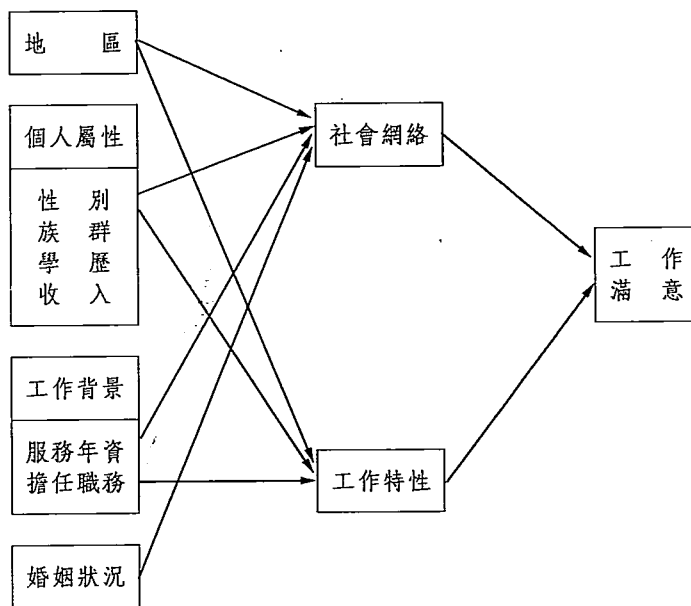 地區
個人屬性
性別
族群
學歷
收入
工作背景
服務年資
擔任職務
婚姻狀況
社會網絡
工作特性
工作
滿意